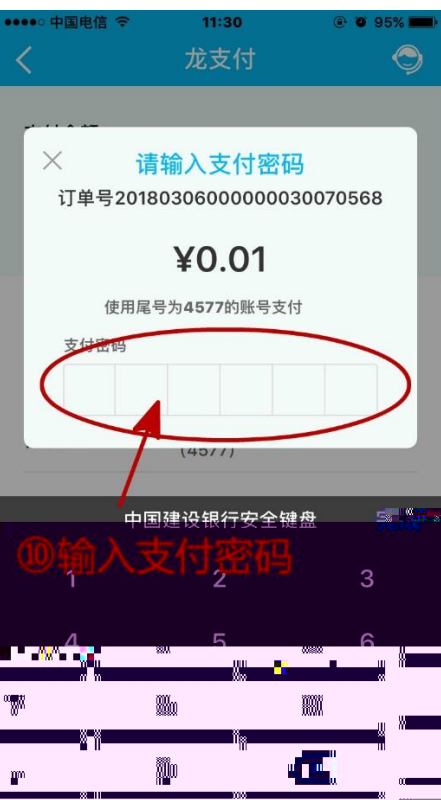 中国电信 11:30 95%
龙支付
请输入支付密码
订单号20180306000000030070568
¥0.01
使用尾号为4577的账号支付
支付密码
(4577)
中国建设银行安全键盘
⑩输入支付密码
1 2 3
4 5 6